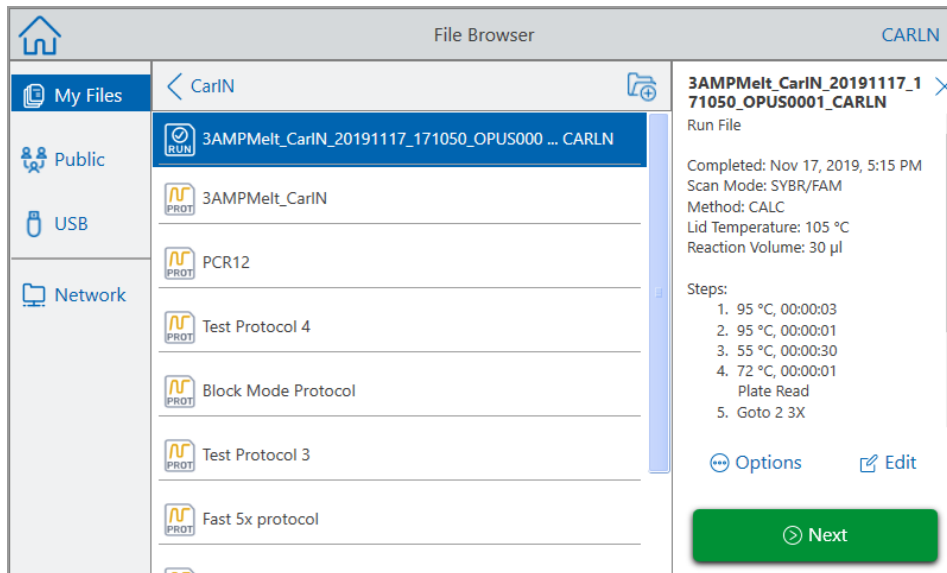 File Browser
CARLN
My Files
Public
USB
Network
CarIN
RUN
3AMPMelt_CarIN_20191117_171050_OPUS000 ... CARLN
PROT
3AMPMelt_CarIN
PROT
PCR12
PROT
Test Protocol 4
PROT
Block Mode Protocol
PROT
Test Protocol 3
PROT
Fast 5x protocol
3AMPMelt_CarIN_20191117_1
71050_OPUS0001_CARLN
Run File
Completed: Nov 17, 2019, 5:15 PM
Scan Mode: SYBR/FAM
Method: CALC
Lid Temperature: 105 °C
Reaction Volume: 30 µl
Steps:
1. 95 °C, 00:00:03
2. 95 °C, 00:00:01
3. 55 °C, 00:00:30
4. 72 °C, 00:00:01
Plate Read
5. Goto 2 3X
Options
Edit
Next